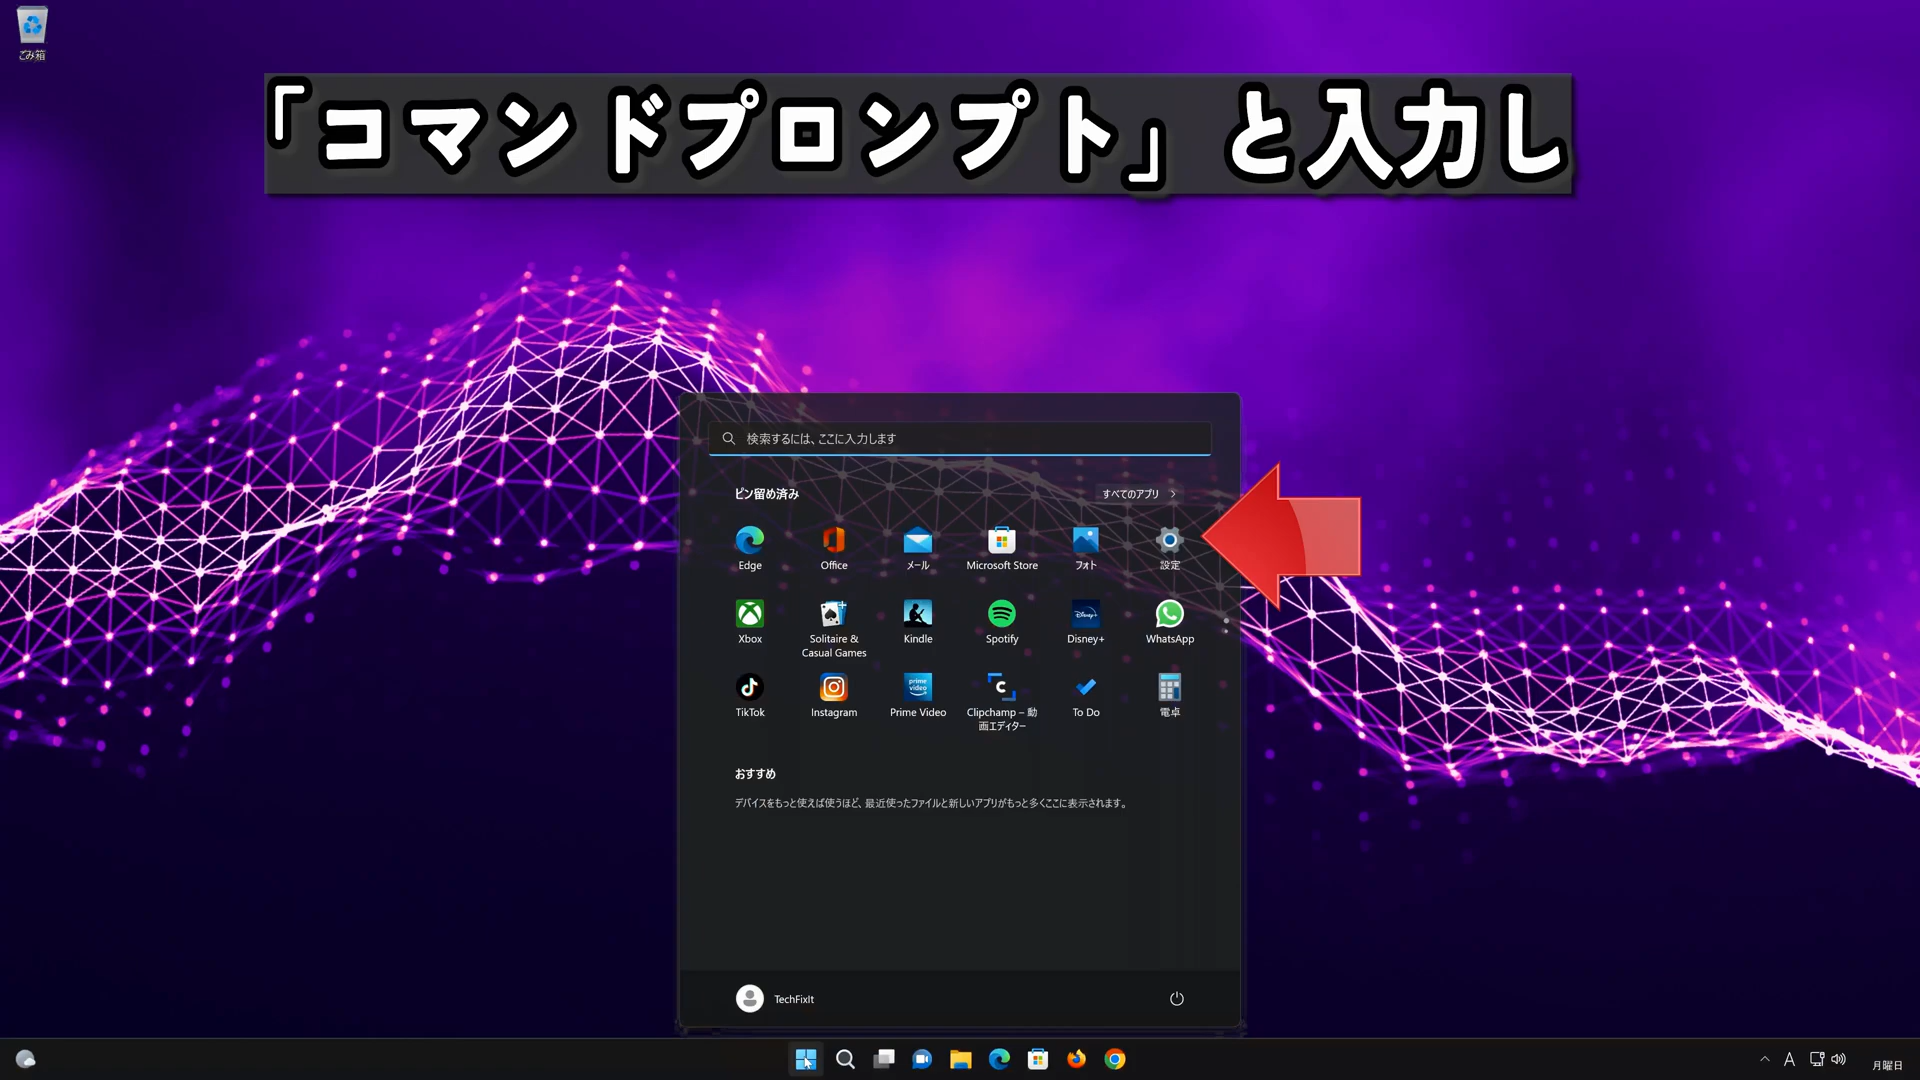 ごみ箱
「コマンドプロンプト」と入力し
検索するには、ここに入力します
ピン留め済み
すべてのアプリ
Edge
Office
メール
Microsoft Store
フォト
設定
Xbox
Solitaire &
Casual Games
Kindle
Spotify
Disney+
WhatsApp
TikTok
Instagram
prime video
Prime Video
Clipchamp – 動
画エディター
To Do
電卓
おすすめ
デバイスをもっと使えば使うほど、最近使ったファイルと新しいアプリがもっと多くここに表示されます。
TechFixIt
A
月曜日